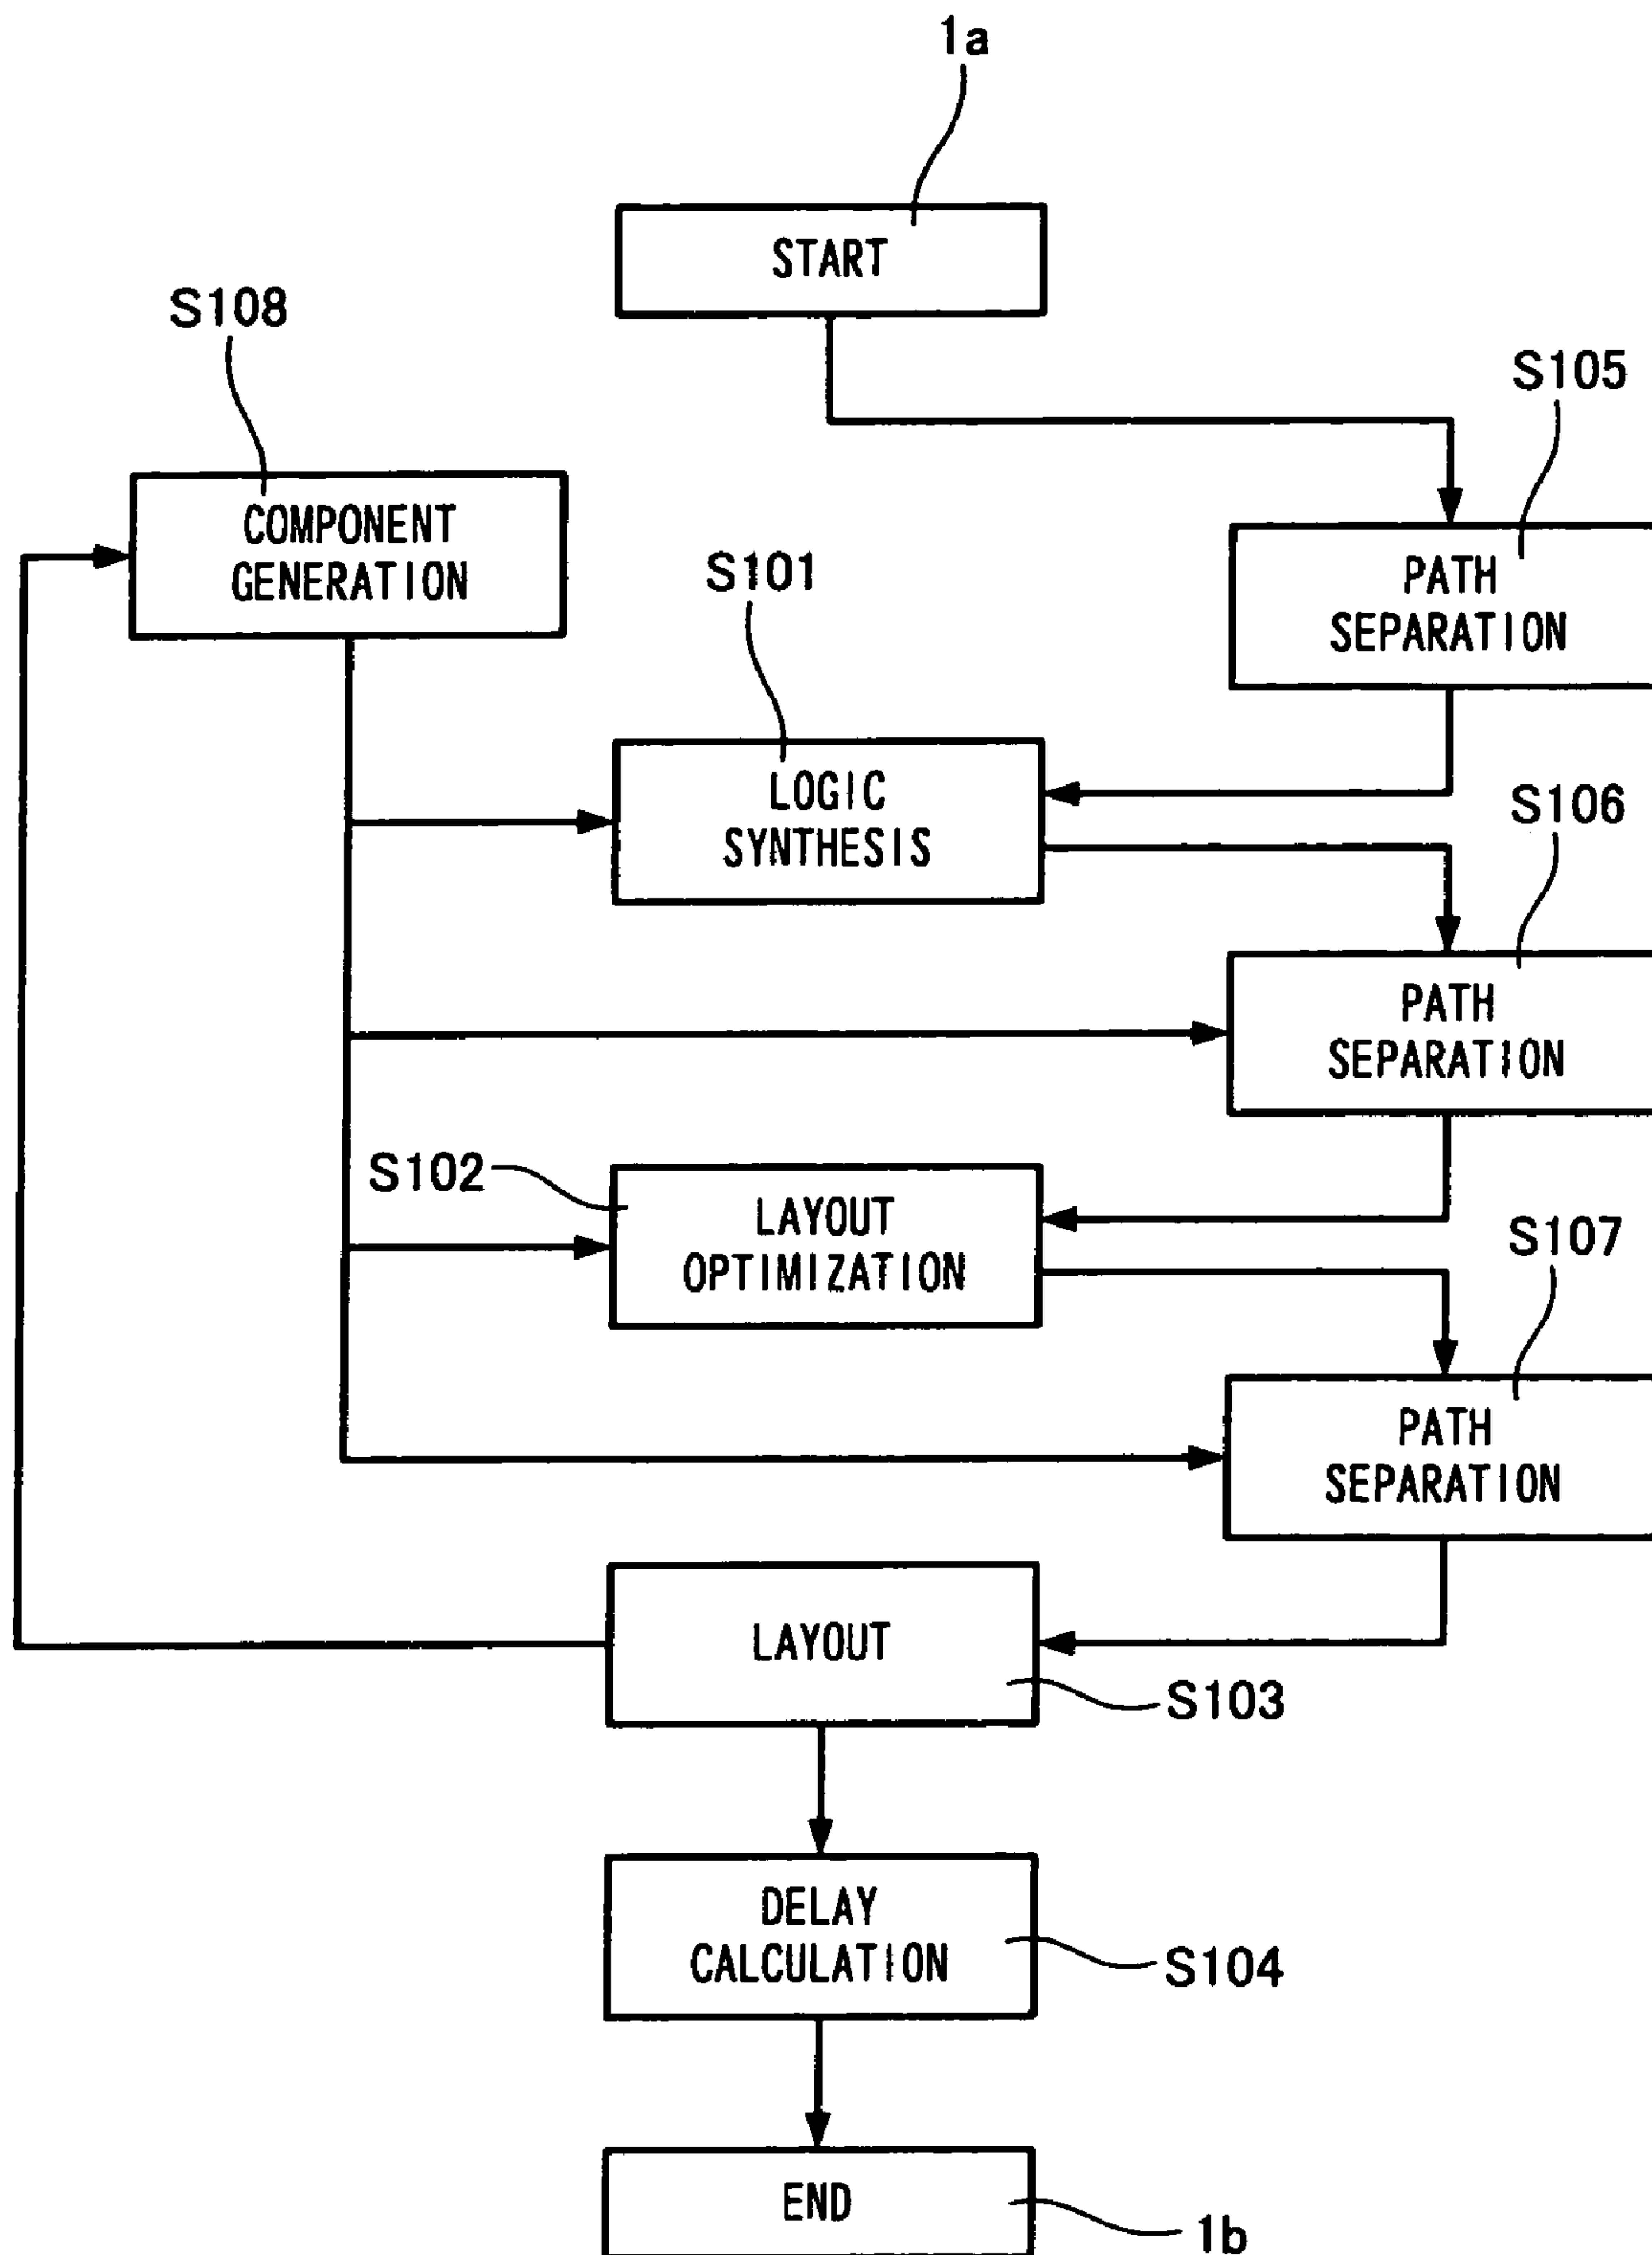 1a
START
S108
S105
COMPONENT
GENERATION
S101
PATH
SEPARATION
LOGIC
SYNTHESIS
S106
PATH
SEPARATION
S102
LAYOUT
OPTIMIZATION
S107
PATH
SEPARATION
LAYOUT
S103
DELAY
CALCULATION
S104
END
1b